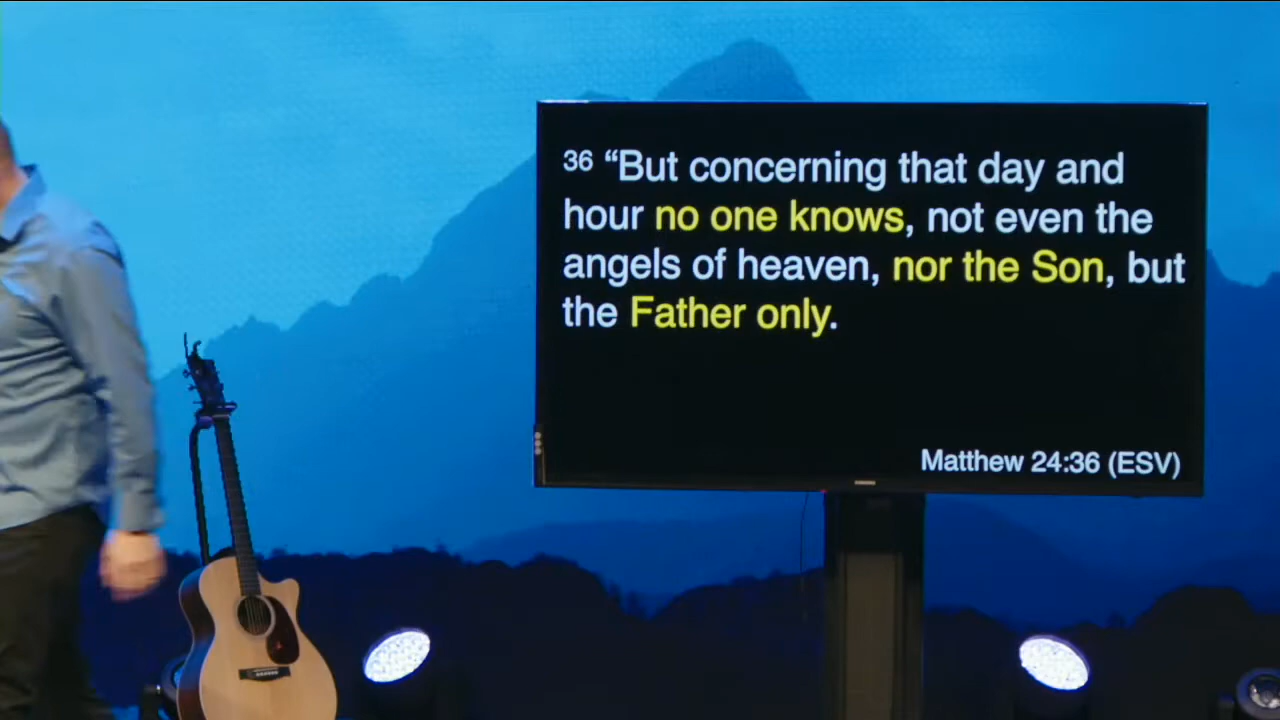 36 “But concerning that day and
hour no one knows, not even the
angels of heaven, nor the Son, but
the Father only.
Matthew 24:36 (ESV)